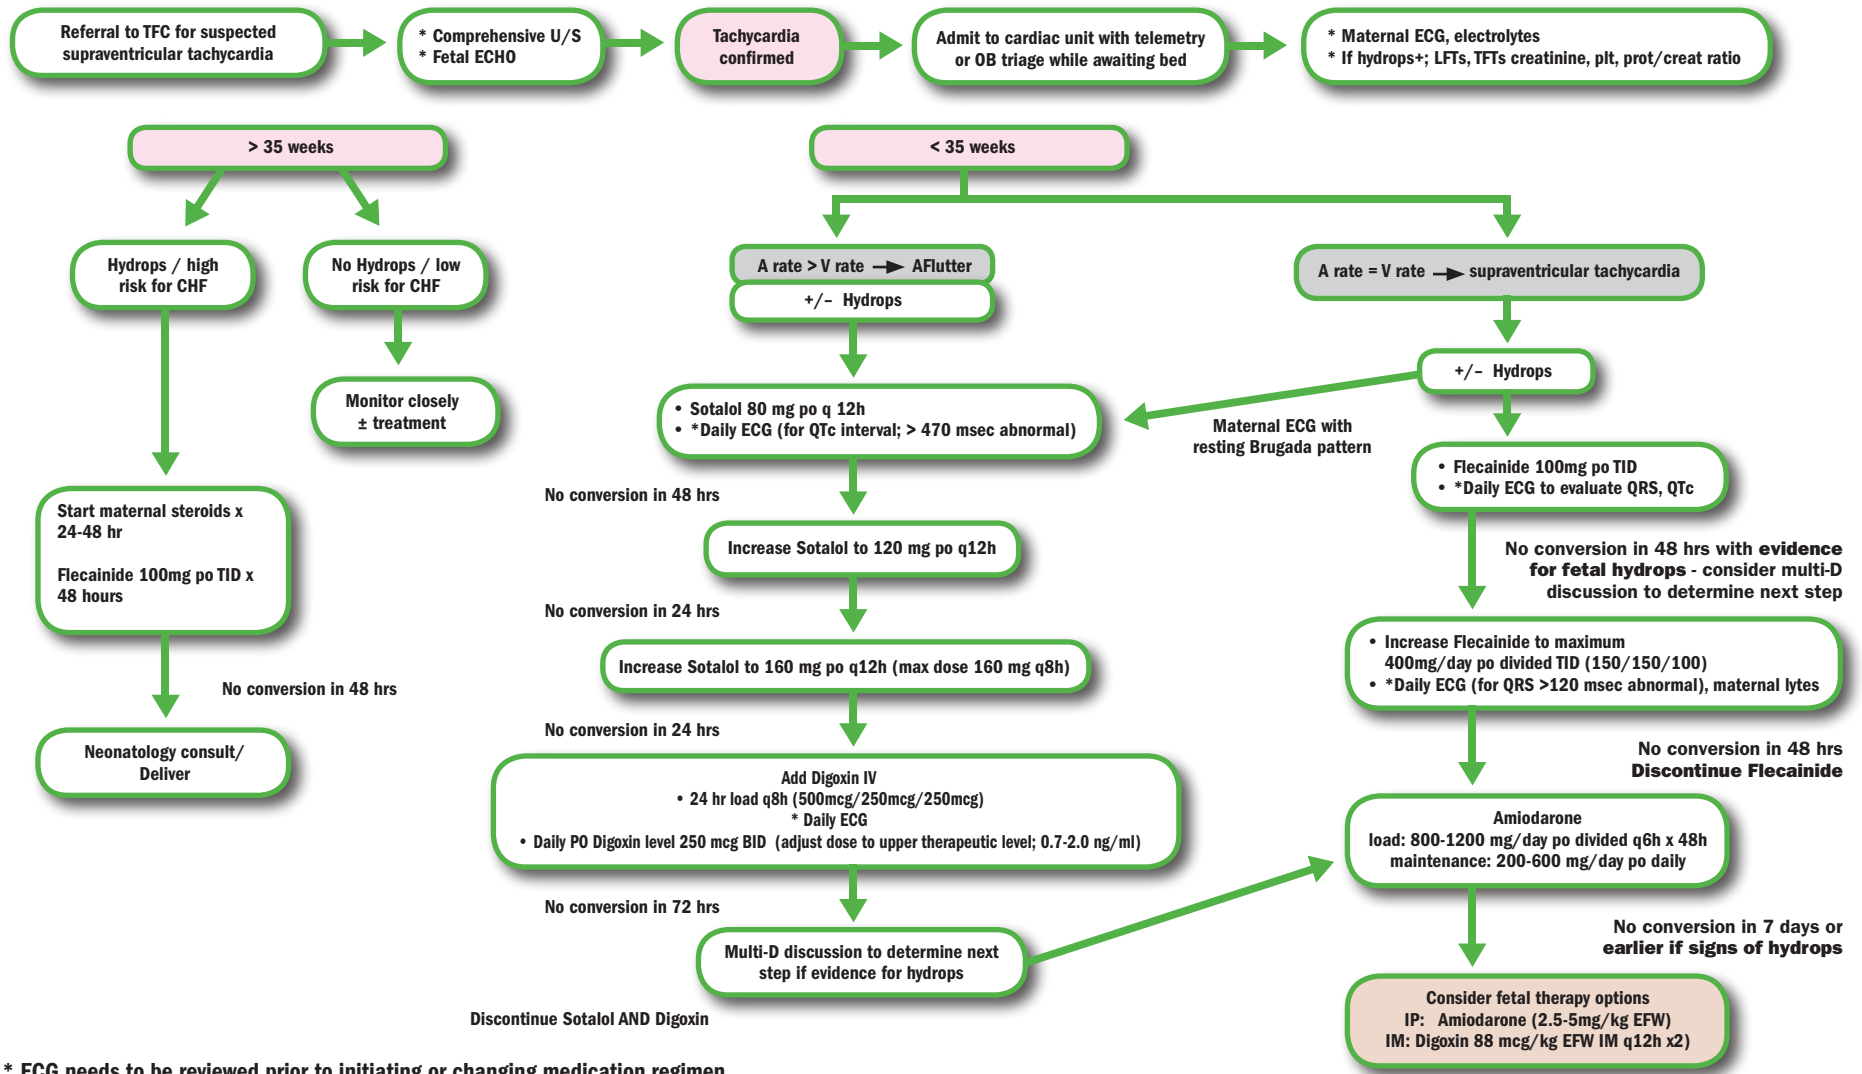 Referral to TFC for suspected
supraventricular tachycardia
* Comprehensive U/S
* Fetal ECHO
Tachycardia
confirmed
Admit to cardiac unit with telemetry
or OB triage while awaiting bed
* Maternal ECG, electrolytes
* If hydrops+; LFTs, TFTs creatinine, plt, prot/creat ratio
> 35 weeks
Hydrops / high
risk for CHF
No Hydrops / low
risk for CHF
Monitor closely
± treatment
Start maternal steroids x
24-48 hr
Flecainide 100mg po TID x
48 hours
No conversion in 48 hrs
Neonatology consult/
Deliver
< 35 weeks
A rate > V rate → AFlutter
+/– Hydrops
• Sotalol 80 mg po q 12h
• *Daily ECG (for QTc interval; > 470 msec abnormal)
No conversion in 48 hrs
Increase Sotalol to 120 mg po q12h
No conversion in 24 hrs
Increase Sotalol to 160 mg po q12h (max dose 160 mg q8h)
No conversion in 24 hrs
Add Digoxin IV
• 24 hr load q8h (500mcg/250mcg/250mcg)
* Daily ECG
• Daily PO Digoxin level 250 mcg BID (adjust dose to upper therapeutic level; 0.7-2.0 ng/ml)
No conversion in 72 hrs
Multi-D discussion to determine next
step if evidence for hydrops
Discontinue Sotalol AND Digoxin
A rate = V rate → supraventricular tachycardia
+/– Hydrops
Maternal ECG with
resting Brugada pattern
• Flecainide 100mg po TID
• *Daily ECG to evaluate QRS, QTc
No conversion in 48 hrs with evidence
for fetal hydrops - consider multi-D
discussion to determine next step
• Increase Flecainide to maximum
400mg/day po divided TID (150/150/100)
• *Daily ECG (for QRS >120 msec abnormal), maternal lytes
No conversion in 48 hrs
Discontinue Flecainide
Amiodarone
load: 800-1200 mg/day po divided q6h x 48h
maintenance: 200-600 mg/day po daily
No conversion in 7 days or
earlier if signs of hydrops
Consider fetal therapy options
IP: Amiodarone (2.5-5mg/kg EFW)
IM: Digoxin 88 mcg/kg EFW IM q12h x2)
* ECG needs to be reviewed prior to initiating or changing medication regimen